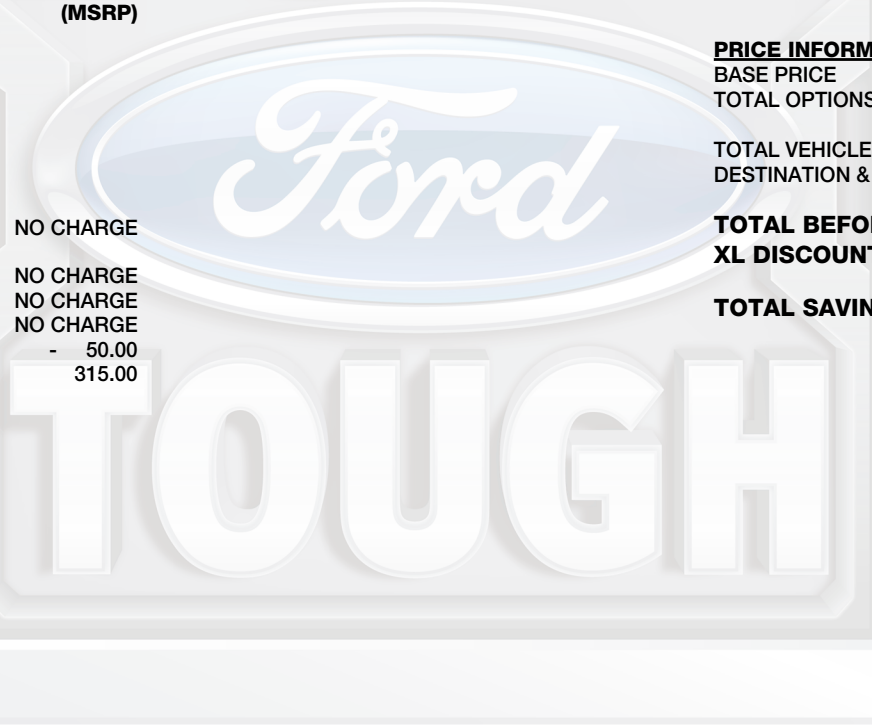 (MSRP)
NO CHARGE
NO CHARGE
NO CHARGE
NO CHARGE
- 50.00
315.00
PRICE INFORM
BASE PRICE
TOTAL OPTIONS
TOTAL VEHICLE
DESTINATION &
TOTAL BEFO
XL DISCOUNT
TOTAL SAVIN
Ford
TOUGH